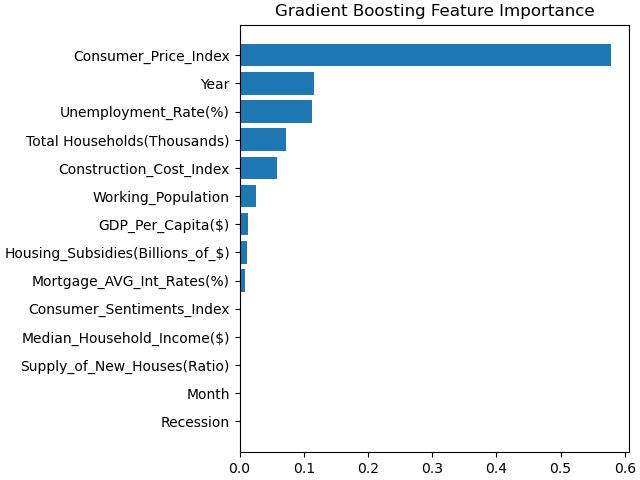 Gradient Boosting Feature Importance
Consumer_Price_Index
Year
Unemployment_Rate(%)
Total Households(Thousands)
Construction_Cost_Index
Working_Population
GDP_Per_Capita($)
Housing_Subsidies(Billions_of_$)
Mortgage_AVG_Int_Rates(%)
Consumer_Sentiments_Index
Median_Household_Income($)
Supply_of_New_Houses(Ratio)
Month
Recession
0.0 0.1 0.2 0.3 0.4 0.5 0.6